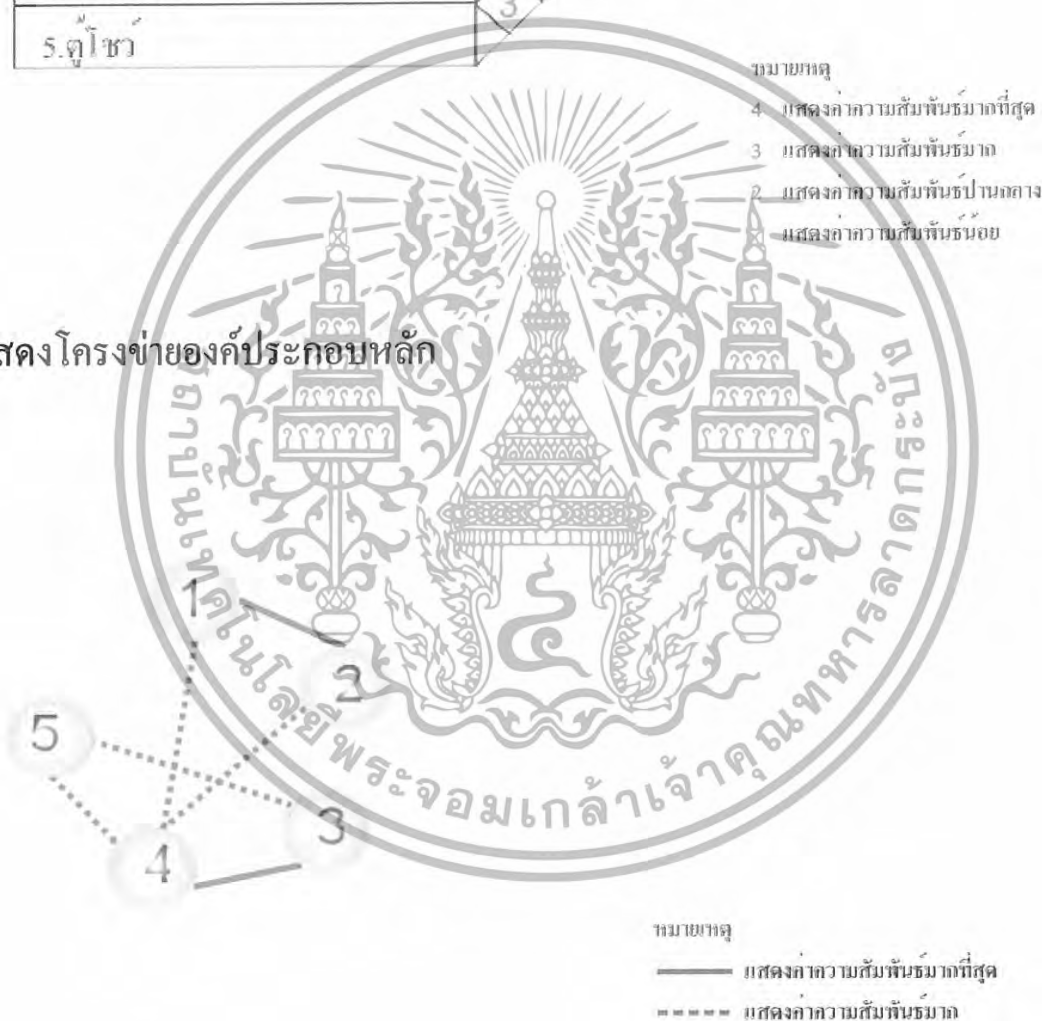 3
5.ตู้โชว์
หมายเหตุ
4 แสดงค่าความสัมพันธ์มากที่สุด
3 แสดงค่าความสัมพันธ์มาก
2 แสดงค่าความสัมพันธ์ปานกลาง
แสดงค่าความสัมพันธ์น้อย
สดงโครงข่ายองค์ประกอบหลัก
สถาบันเทคโนโลยีพระจอมเกล้าเจ้าคุณทหารลาดกระบัง
๔
1
2
5
3
4
หมายเหตุ
แสดงค่าความสัมพันธ์มากที่สุด
แสดงค่าความสัมพันธ์มาก